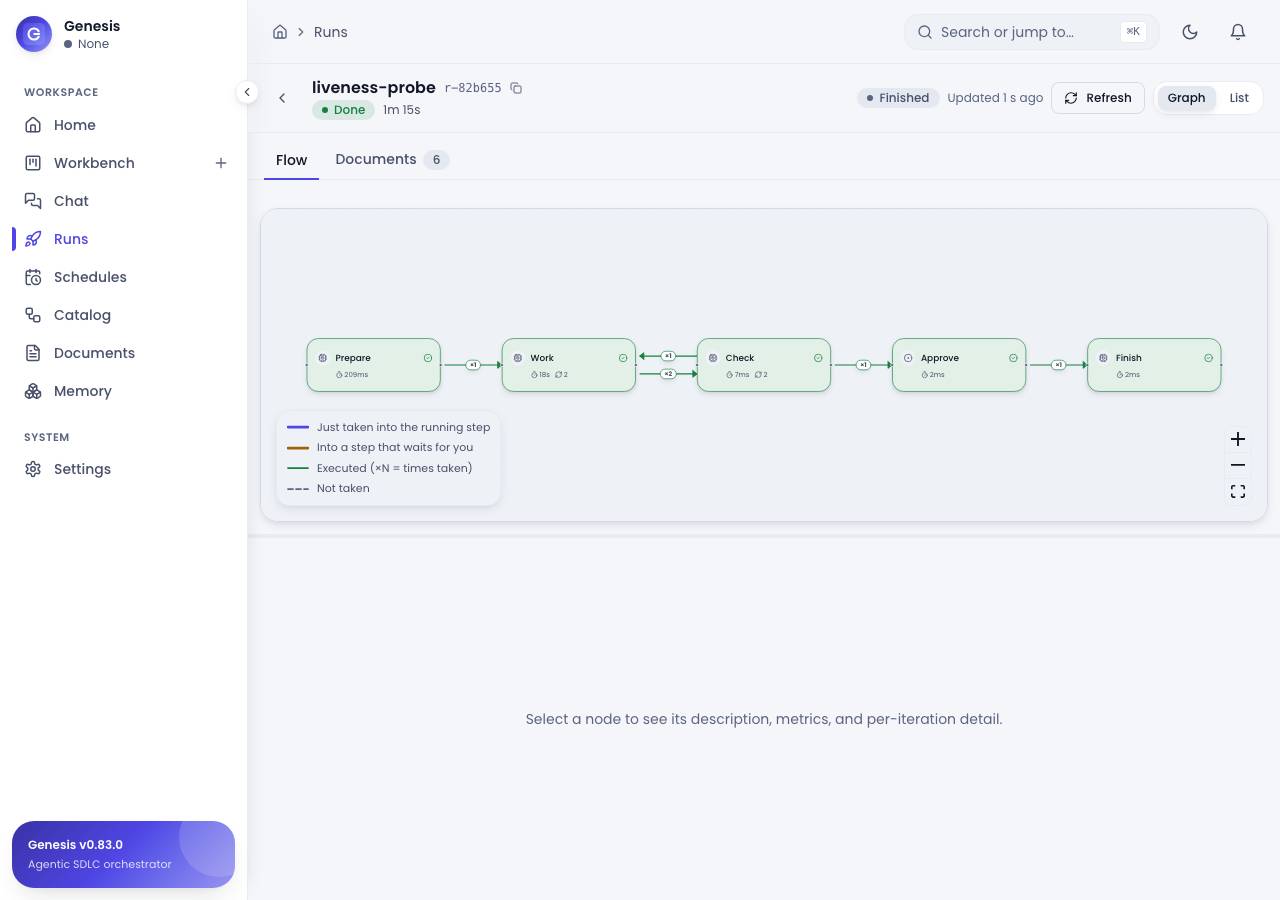 Genesis
None
WORKSPACE
Home
Workbench
Chat
Runs
Schedules
Catalog
Documents
Memory
SYSTEM
Settings
Genesis v0.83.0
Agentic SDLC orchestrator
Runs
Search or jump to...
⌘K
liveness-probe r-82b655
Done 1m 15s
Finished Updated 1 s ago Refresh Graph List
Flow Documents 6
Prepare
209ms
×1
Work
18s 2
×1
×2
Check
7ms 2
×1
Approve
2ms
×1
Finish
2ms
Just taken into the running step
Into a step that waits for you
Executed (×N = times taken)
Not taken
Select a node to see its description, metrics, and per-iteration detail.